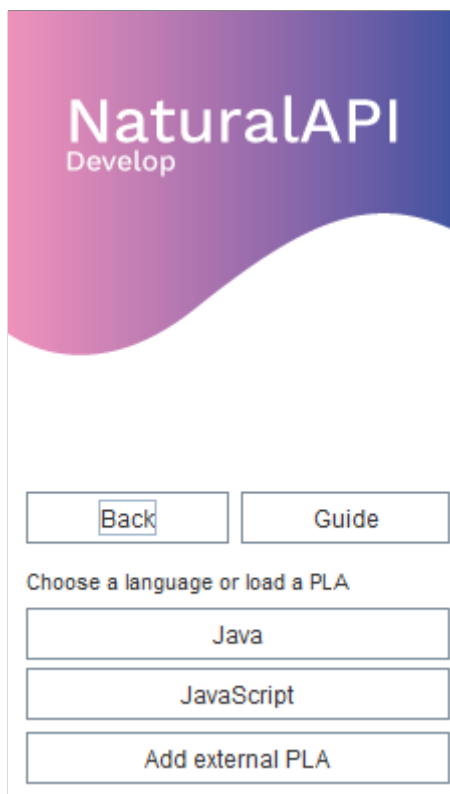 NaturalAPI
Develop
Back
Guide
Choose a language or load a PLA
Java
JavaScript
Add external PLA